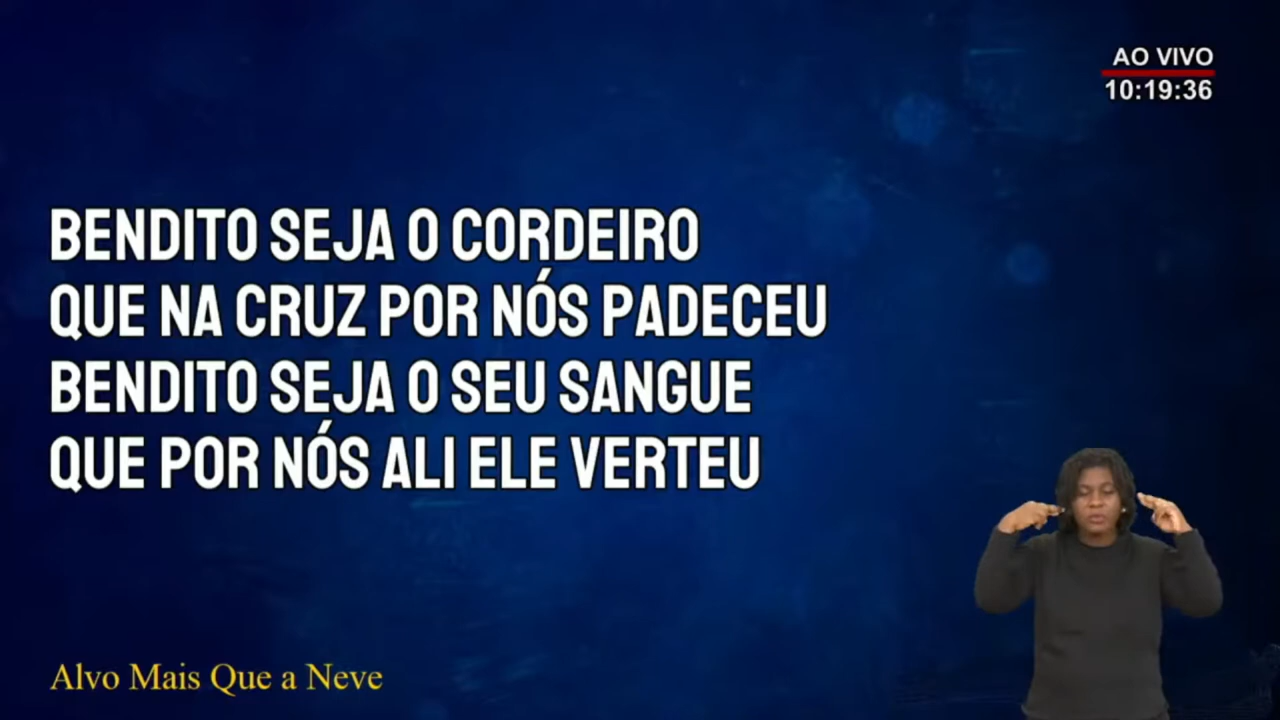 AO VIVO
10:19:36
BENDITO SEJA O CORDEIRO
QUE NA CRUZ POR NÓS PADECEU
BENDITO SEJA O SEU SANGUE
QUE POR NÓS ALI ELE VERTEU
Alvo Mais Que a Neve